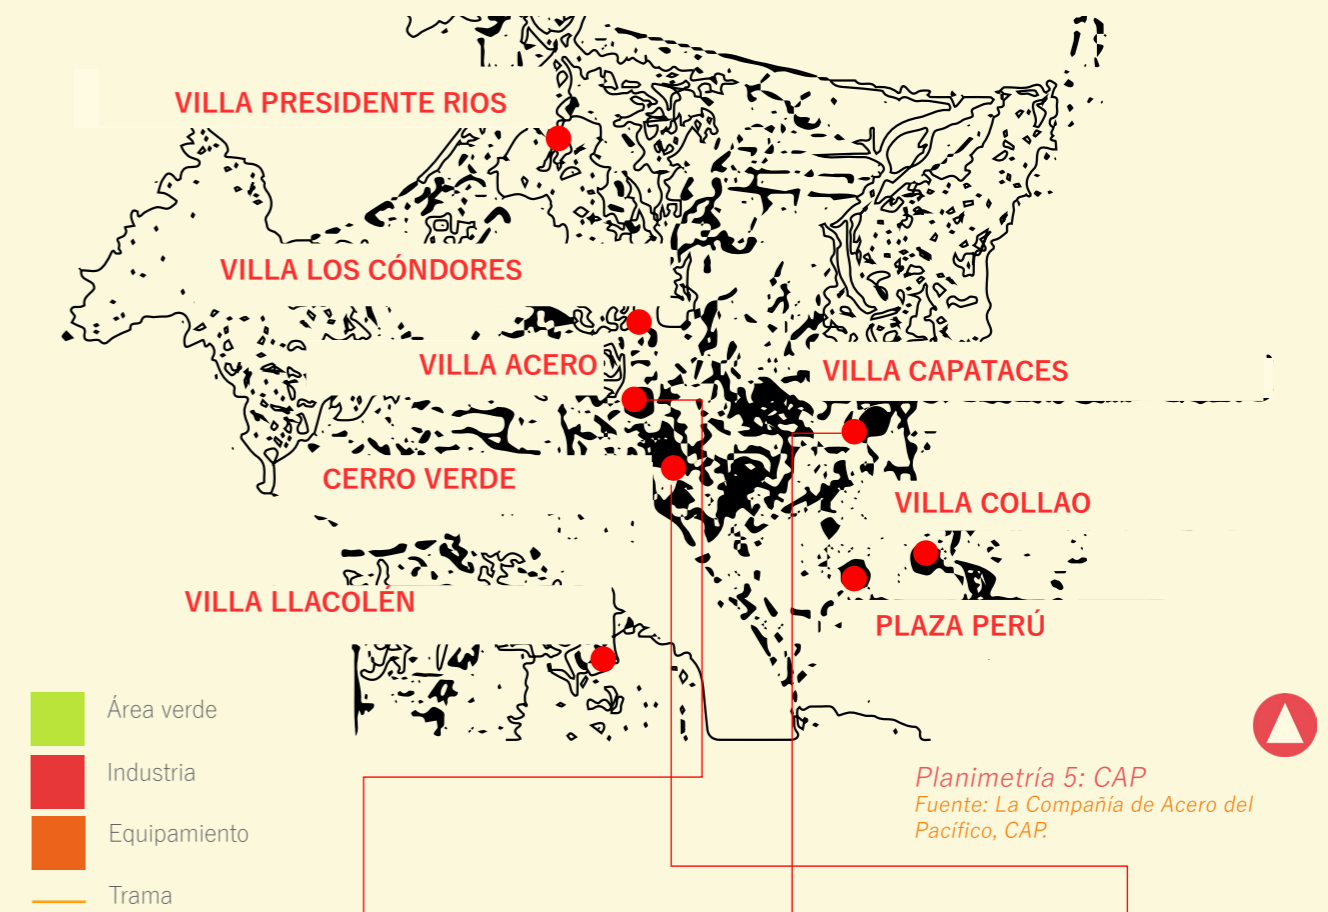 VILLA PRESIDENTE RIOS
VILLA LOS CÓNDORES
VILLA ACERO
VILLA CAPATACES
CERRO VERDE
VILLA COLLAO
VILLA LLACOLÉN
PLAZA PERÚ
Área verde
Industria
Equipamiento
Trama
Planimetría 5: CAP
Fuente: La Compañía de Acero del
Pacífico, CAP.